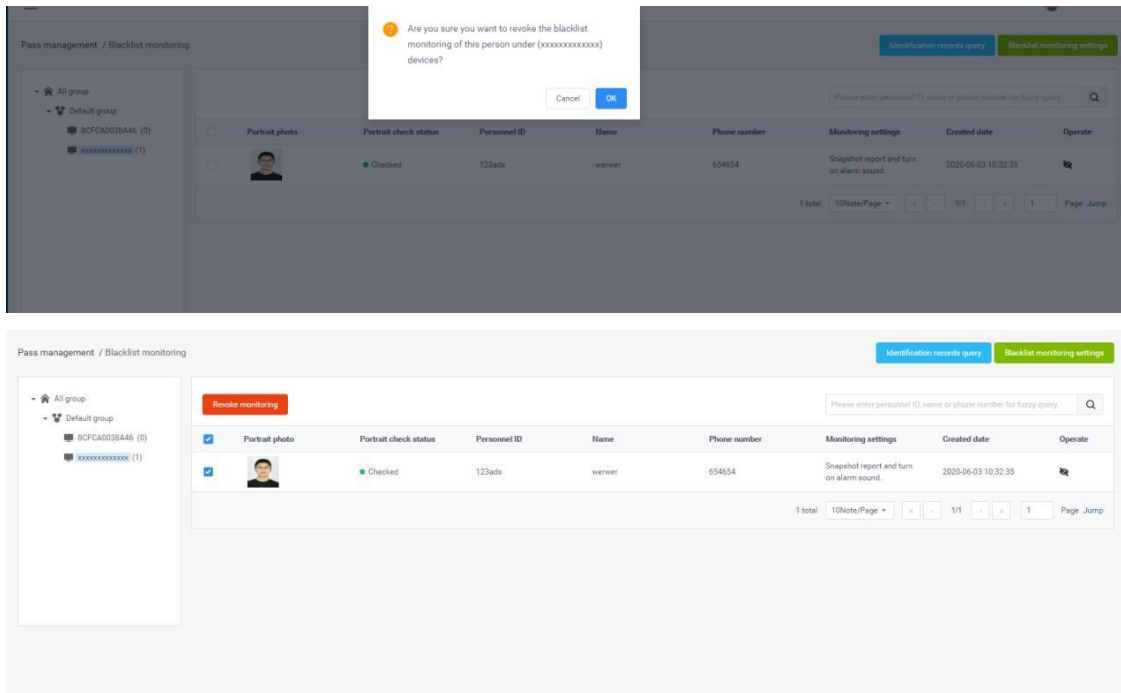 Are you sure you want to revoke the blacklist
monitoring of this person under (xxxxxxxxxxxxx)
devices?
Cancel OK
Pass management / Blacklist monitoring
Identification records query Blacklist monitoring settings
All group
Default group
8CFCA0038A46 (0)
xxxxxxxxxxxxx (1)
Please enter personnel ID, name or phone number for fuzzy query.
Portrait photo Portrait check status Personnel ID Name Phone number Monitoring settings Created date Operate
Checked 123ads werwer 654654 Snapshot report and turn on alarm sound. 2020-06-03 10:32:35
1 total 10Note/Page 1/1 1 Page Jump
Pass management / Blacklist monitoring
Identification records query Blacklist monitoring settings
All group
Default group
8CFCA0038A46 (0)
xxxxxxxxxxxxx (1)
Revoke monitoring
Please enter personnel ID, name or phone number for fuzzy query.
Portrait photo Portrait check status Personnel ID Name Phone number Monitoring settings Created date Operate
Checked 123ads werwer 654654 Snapshot report and turn on alarm sound. 2020-06-03 10:32:35
1 total 10Note/Page 1/1 1 Page Jump